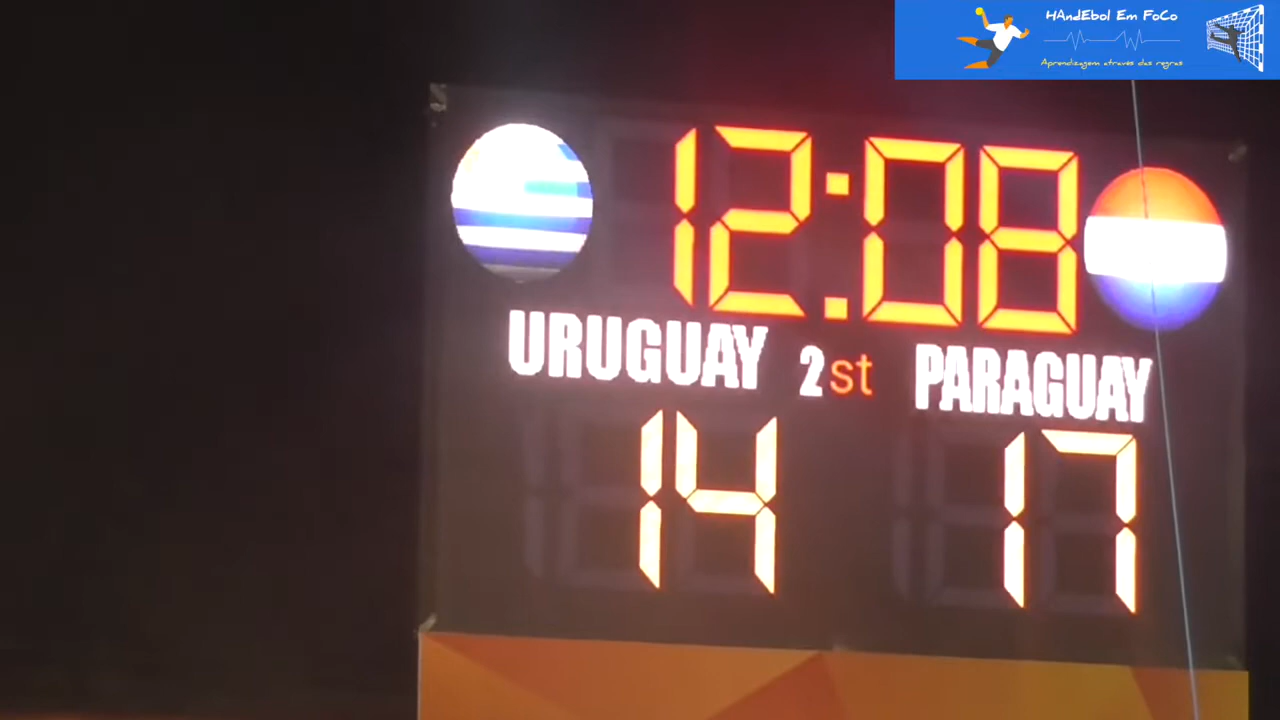 HAndEbol Em FoCo
Aprendizagem através das regras
12:08
URUGUAY 2st PARAGUAY
14 17